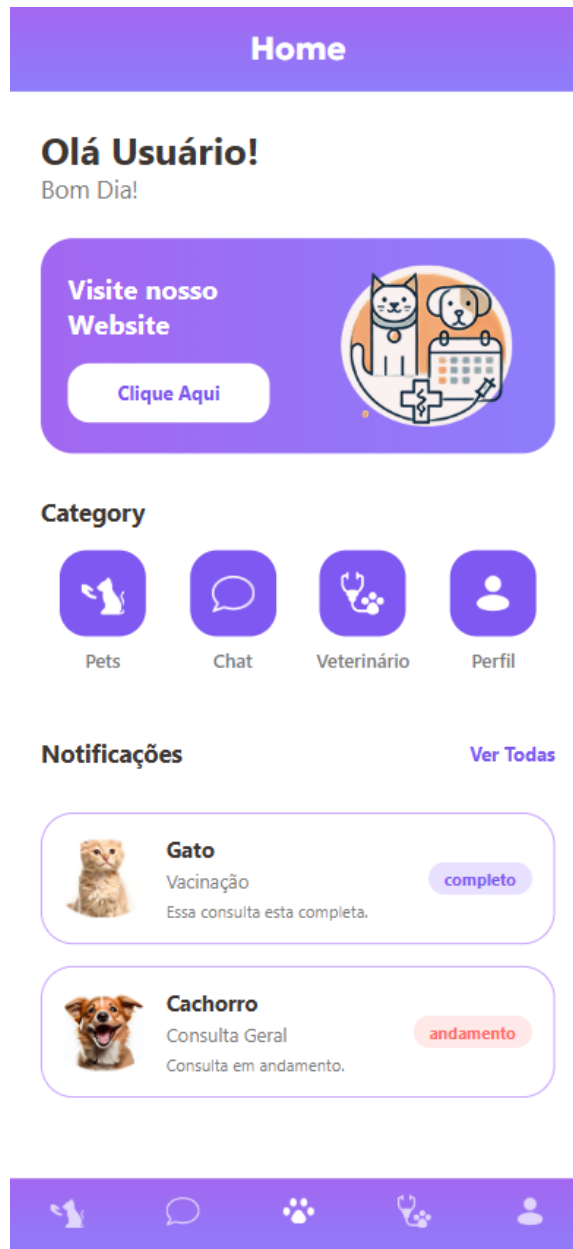 Home
Olá Usuário!
Bom Dia!
Visite nosso
Website
Clique Aqui
Category
Pets
Chat
Veterinário
Perfil
Notificações
Ver Todas
Gato
Vacinação
Essa consulta esta completa.
completo
Cachorro
Consulta Geral
Consulta em andamento.
andamento